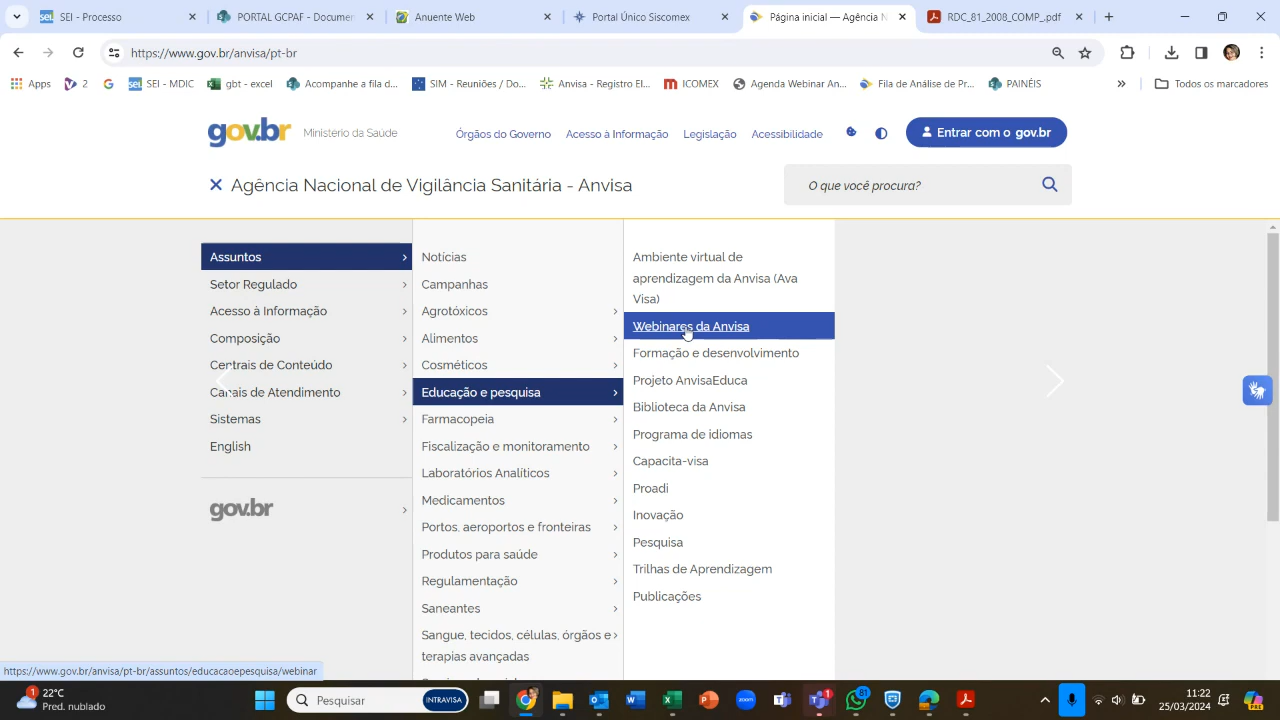 SEI - Processo
PORTAL GCPAF - Documen
Anuente Web
Portal Único Siscomex
Página inicial — Agência N
RDC_81_2008_COMP_.pdf
https://www.gov.br/anvisa/pt-br
Apps
2
SEI - MDIC
gbt - excel
Acompanhe a fila d...
SIM - Reuniões / Do...
Anvisa - Registro El...
ICOMEX
Agenda Webinar An...
Fila de Análise de Pr...
PAINÉIS
»
Todos os marcadores
gov.br
Ministério da Saúde
Órgãos do Governo
Acesso à Informação
Legislação
Acessibilidade
Entrar com o gov.br
Agência Nacional de Vigilância Sanitária - Anvisa
O que você procura?
Assuntos
Setor Regulado
Acesso à Informação
Composição
Centrais de Conteúdo
Canais de Atendimento
Sistemas
English
gov.br
Notícias
Campanhas
Agrotóxicos
Alimentos
Cosméticos
Educação e pesquisa
Farmacopeia
Fiscalização e monitoramento
Laboratórios Analíticos
Medicamentos
Portos, aeroportos e fronteiras
Produtos para saúde
Regulamentação
Saneantes
Sangue, tecidos, células, órgãos e
terapias avançadas
Ambiente virtual de
aprendizagem da Anvisa (Ava
Visa)
Webinares da Anvisa
Formação e desenvolvimento
Projeto AnvisaEduca
Biblioteca da Anvisa
Programa de idiomas
Capacita-visa
Proadi
Inovação
Pesquisa
Trilhas de Aprendizagem
Publicações
https://www.gov.br/anvisa/pt-br/assuntos/educacaoepesquisa/webinar
1
22°C
Pred. nublado
Pesquisar
INTRAVISA
zoom
1
81
11:22
25/03/2024